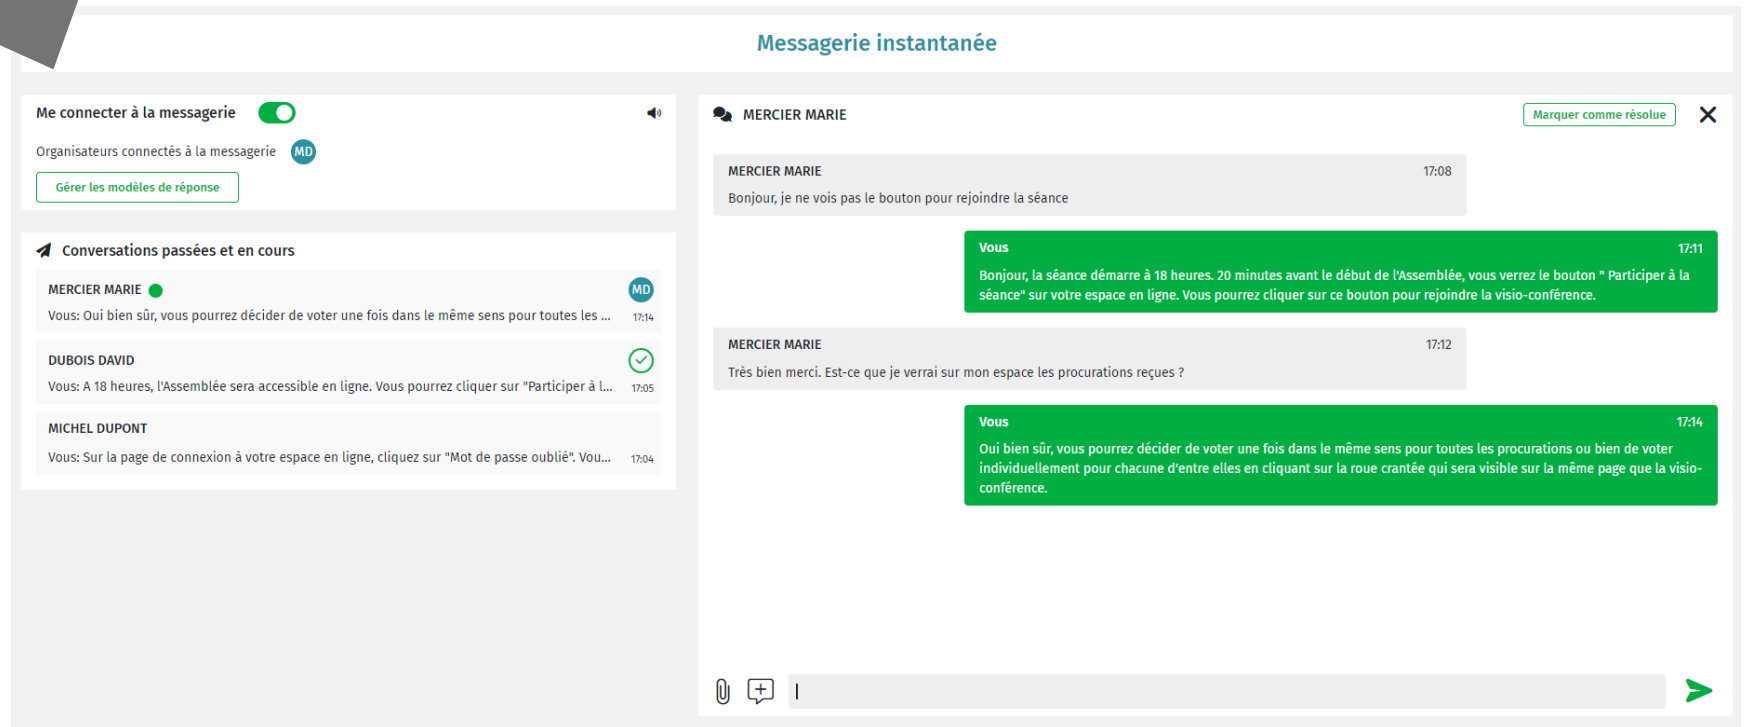 Messagerie instantanée
Me connecter à la messagerie
Organisateurs connectés à la messagerie MD
Gérer les modèles de réponse
Conversations passées et en cours
MERCIER MARIE MD
Vous: Oui bien sûr, vous pourrez décider de voter une fois dans le même sens pour toutes les ... 17:14
DUBOIS DAVID
Vous: A 18 heures, l'Assemblée sera accessible en ligne. Vous pourrez cliquer sur "Participer à l... 17:05
MICHEL DUPONT
Vous: Sur la page de connexion à votre espace en ligne, cliquez sur "Mot de passe oublié". Vou... 17:04
MERCIER MARIE Marquer comme résolue
MERCIER MARIE 17:08
Bonjour, je ne vois pas le bouton pour rejoindre la séance
Vous 17:11
Bonjour, la séance démarre à 18 heures. 20 minutes avant le début de l'Assemblée, vous verrez le bouton " Participer à la
séance" sur votre espace en ligne. Vous pourrez cliquer sur ce bouton pour rejoindre la visio-conférence.
MERCIER MARIE 17:12
Très bien merci. Est-ce que je verrai sur mon espace les procurations reçues ?
Vous 17:14
Oui bien sûr, vous pourrez décider de voter une fois dans le même sens pour toutes les procurations ou bien de voter
individuellement pour chacune d'entre elles en cliquant sur la roue crantée qui sera visible sur la même page que la visio-
conférence.